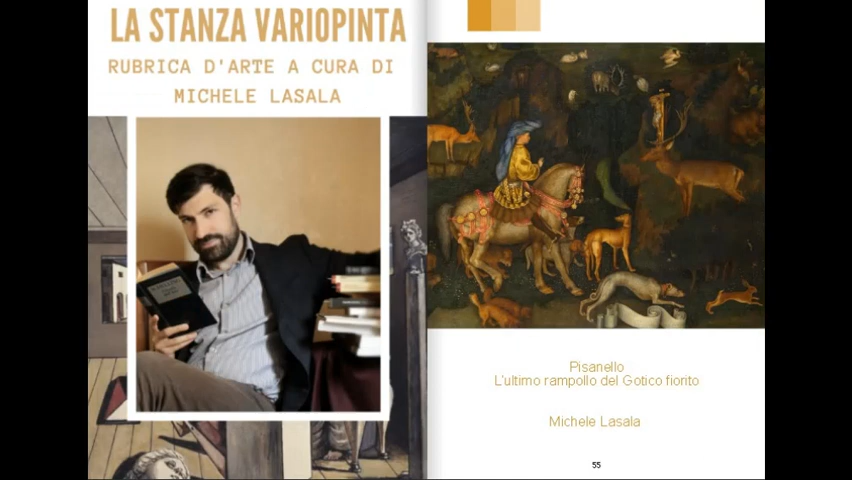 LA STANZA VARIOPINTA
RUBRICA D'ARTE A CURA DI
MICHELE LASALA
Pisanello
L'ultimo rampollo del Gotico fiorito
Michele Lasala
55